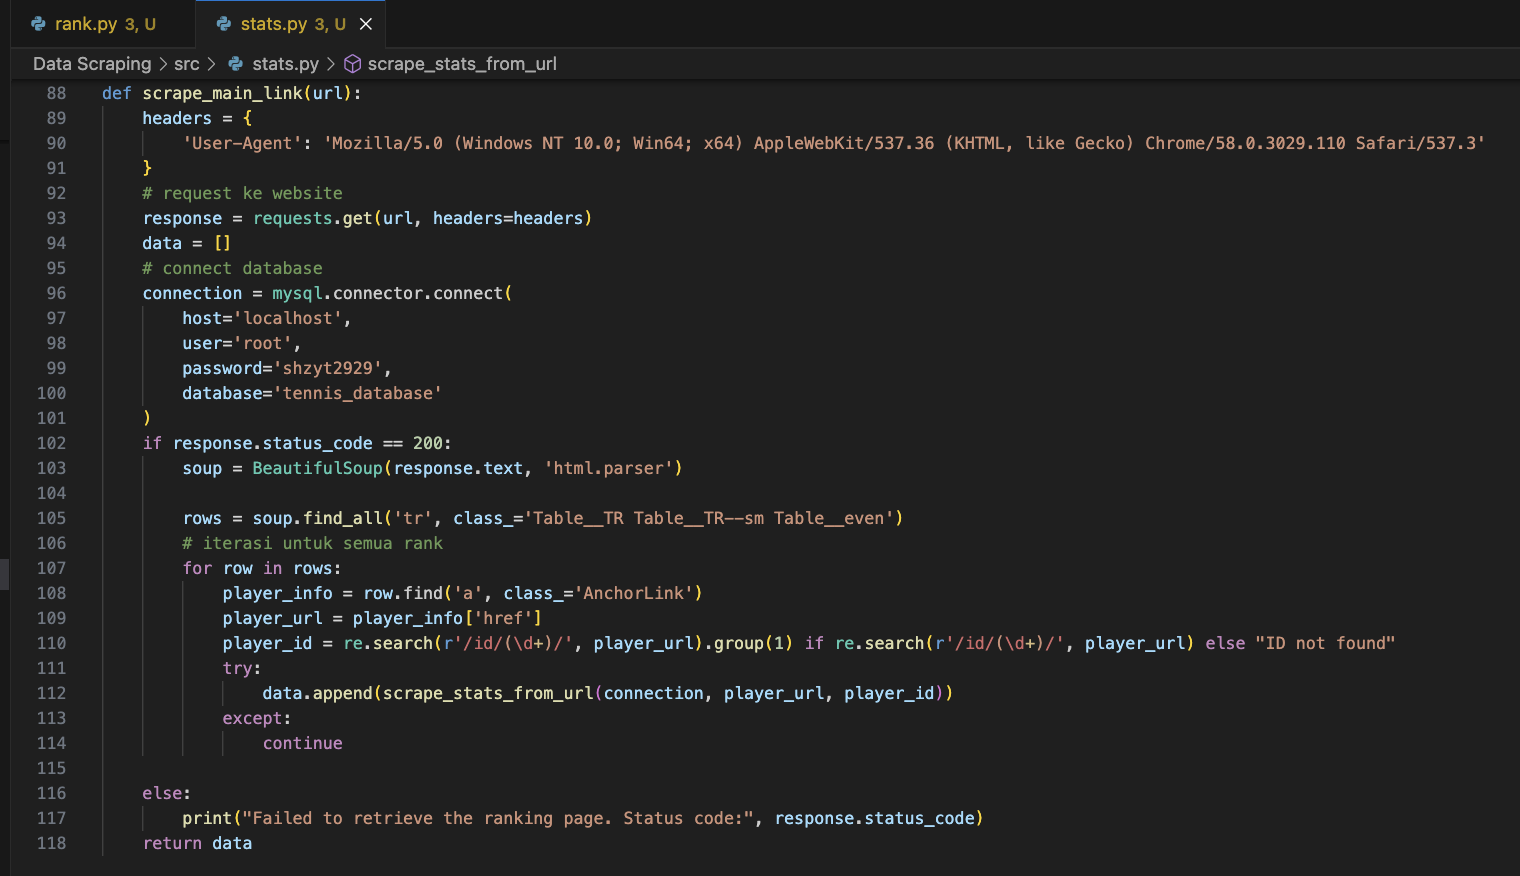 rank.py 3, U stats.py 3, U
Data Scraping > src > stats.py > scrape_stats_from_url
88 def scrape_main_link(url):
89     headers = {
90         'User-Agent': 'Mozilla/5.0 (Windows NT 10.0; Win64; x64) AppleWebKit/537.36 (KHTML, like Gecko) Chrome/58.0.3029.110 Safari/537.3'
91     }
92     # request ke website
93     response = requests.get(url, headers=headers)
94     data = []
95     # connect database
96     connection = mysql.connector.connect(
97         host='localhost',
98         user='root',
99         password='shzyt2929',
100         database='tennis_database'
101     )
102     if response.status_code == 200:
103         soup = BeautifulSoup(response.text, 'html.parser')
104
105         rows = soup.find_all('tr', class_='Table__TR Table__TR--sm Table__even')
106         # iterasi untuk semua rank
107         for row in rows:
108             player_info = row.find('a', class_='AnchorLink')
109             player_url = player_info['href']
110             player_id = re.search(r'/id/(\d+)/', player_url).group(1) if re.search(r'/id/(\d+)/', player_url) else "ID not found"
111             try:
112                 data.append(scrape_stats_from_url(connection, player_url, player_id))
113             except:
114                 continue
115
116     else:
117         print("Failed to retrieve the ranking page. Status code:", response.status_code)
118     return data